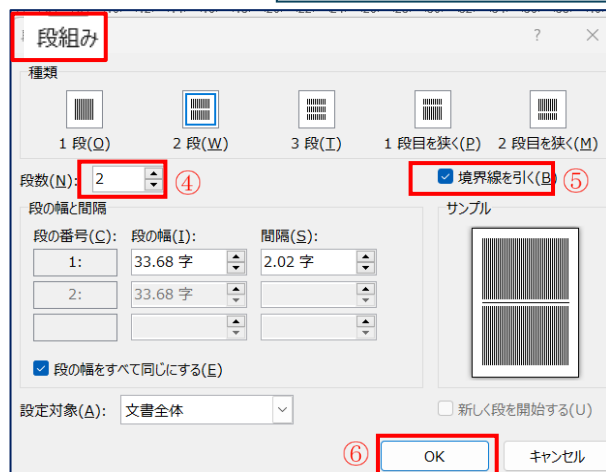 段組み
? ×
種類
1 段(O) 2 段(W) 3 段(T) 1 段目を狭く(P) 2 段目を狭く(M)
段数(N): 2 ④ 境界線を引く(B) ⑤
段の幅と間隔 サンプル
段の番号(C): 段の幅(I): 間隔(S):
1: 33.68 字 2.02 字
2: 33.68 字
段の幅をすべて同じにする(E)
設定対象(A): 文書全体 新しく段を開始する(U)
⑥ OK キャンセル